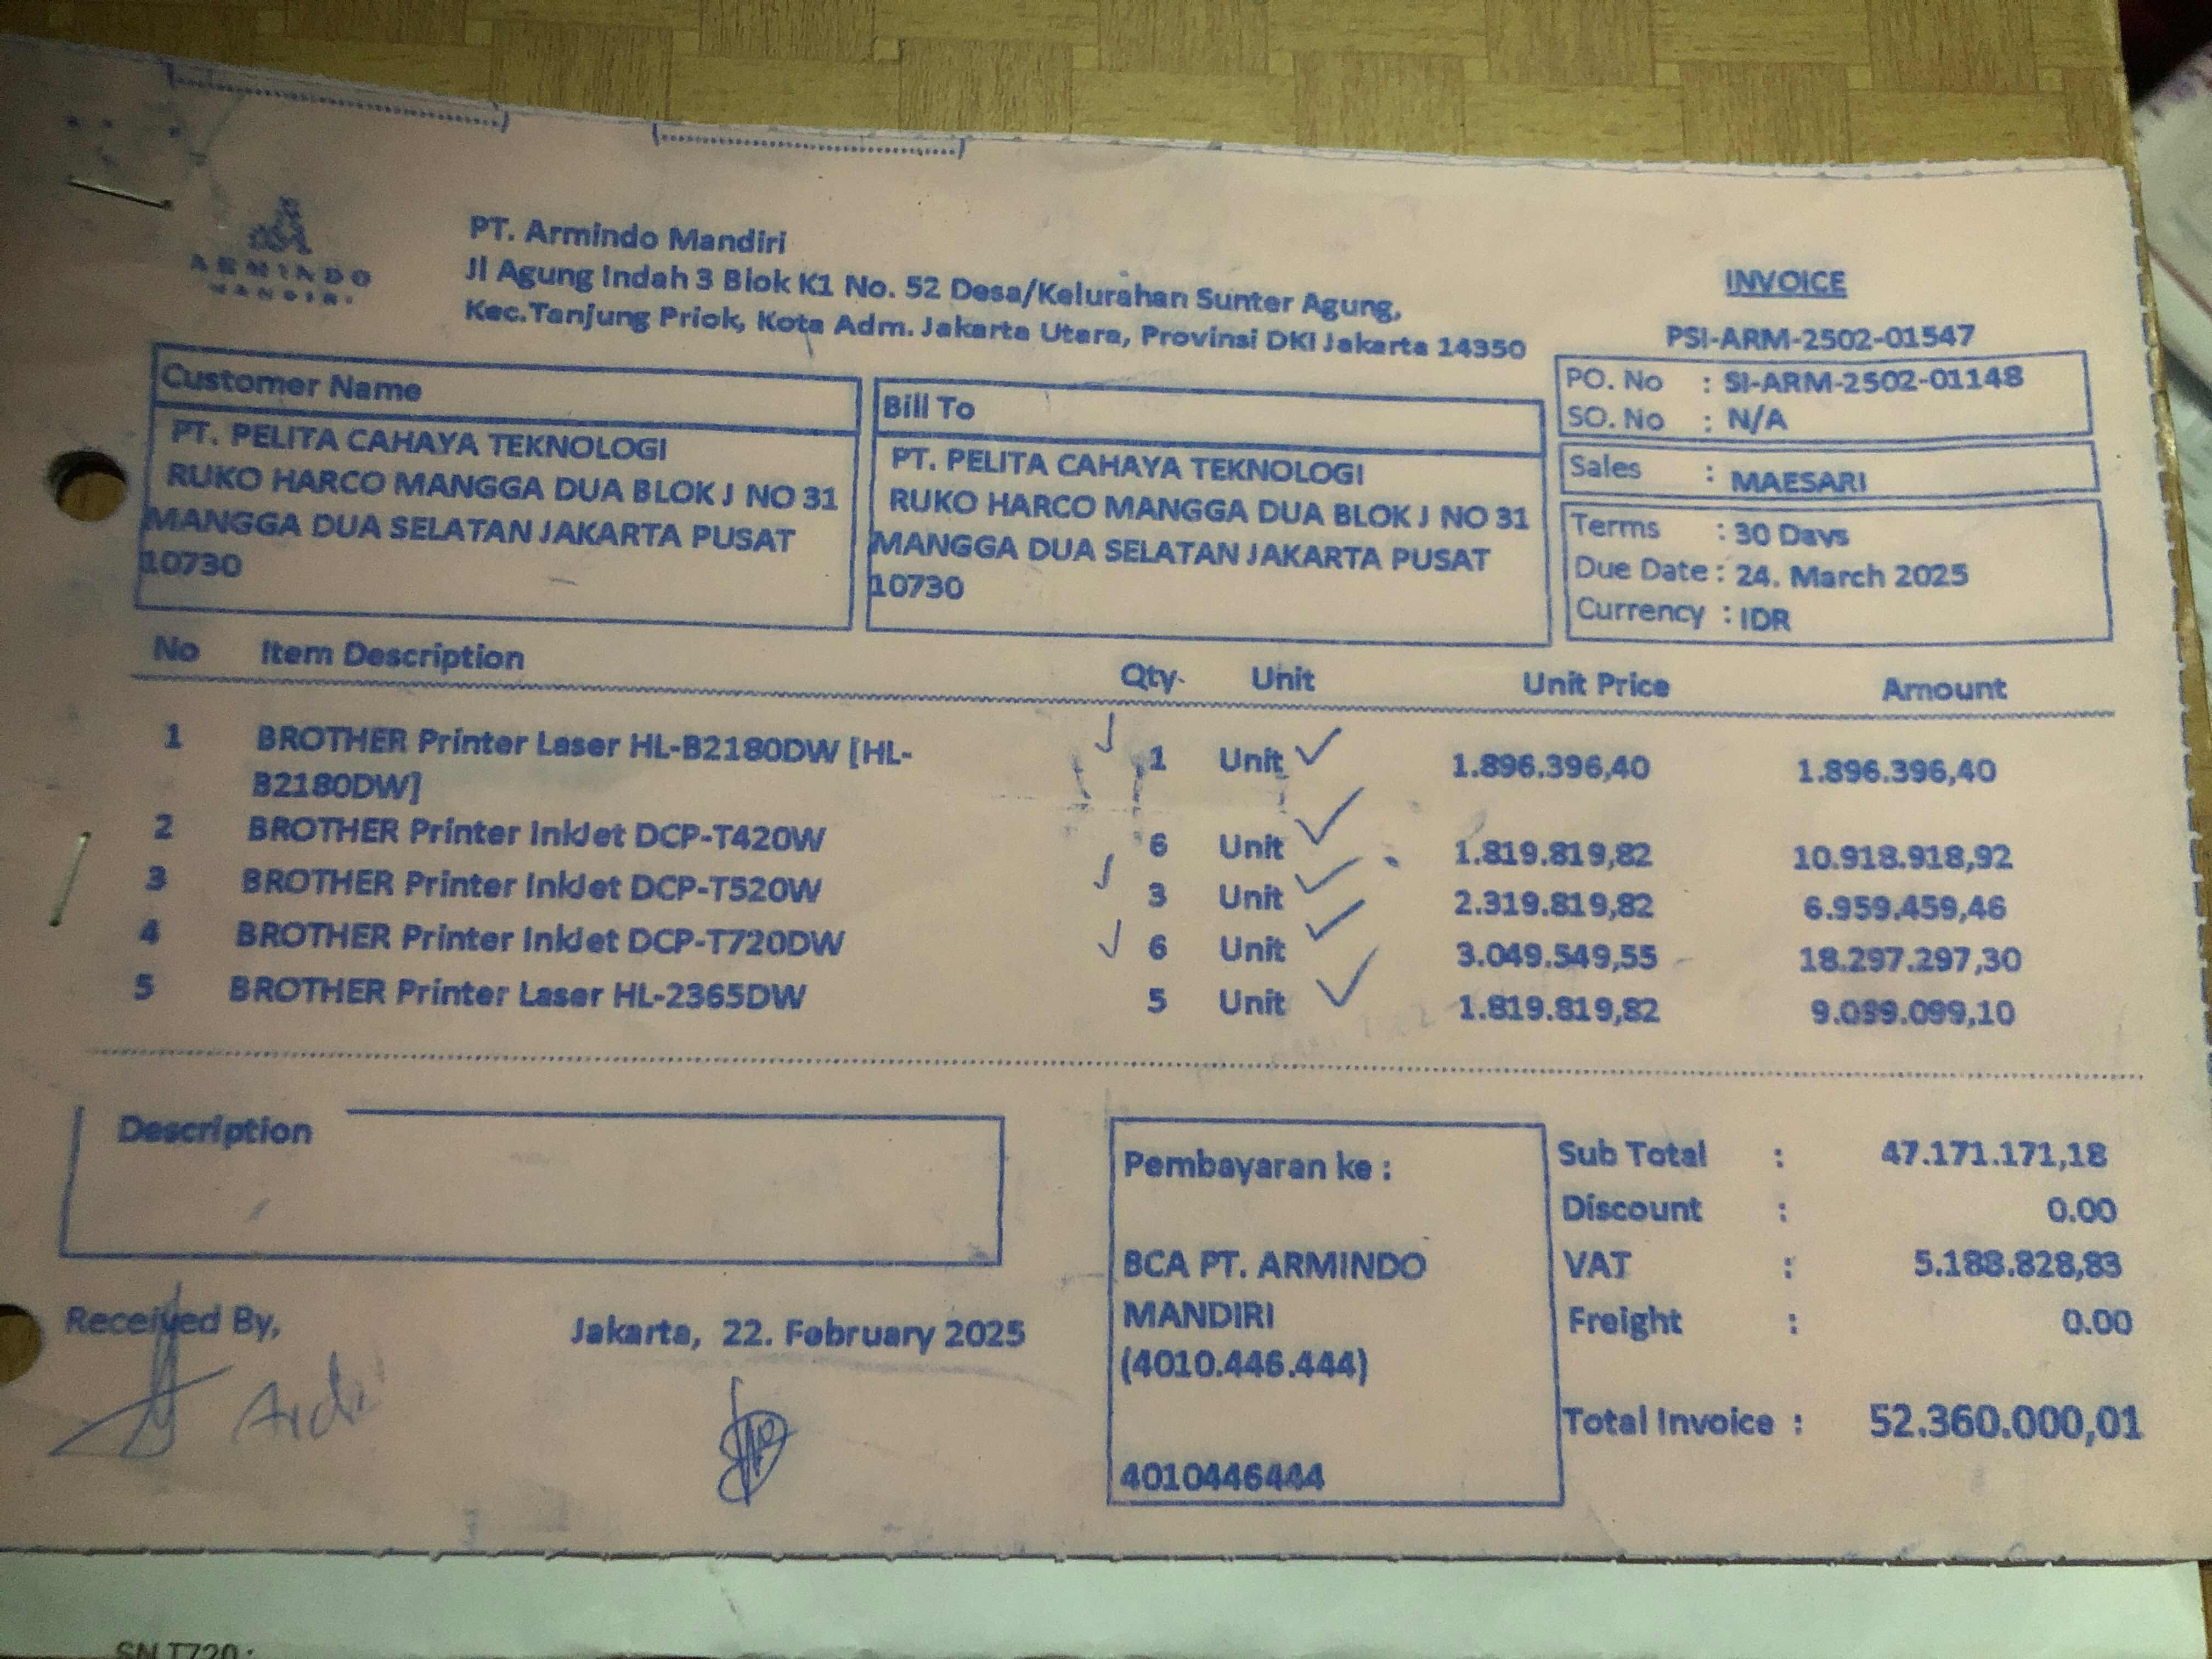 ARMINDO
MANDIRI
PT. Armindo Mandiri
Jl Agung Indah 3 Blok K1 No. 52 Desa/Kelurahan Sunter Agung,
Kec.Tanjung Priok, Kota Adm. Jakarta Utara, Provinsi DKI Jakarta 14350
INVOICE
PSI-ARM-2502-01547
PO. No : SI-ARM-2502-01148
SO. No : N/A
Sales : MAESARI
Terms : 30 Days
Due Date : 24. March 2025
Currency : IDR
Customer Name
PT. PELITA CAHAYA TEKNOLOGI
RUKO HARCO MANGGA DUA BLOK J NO 31
MANGGA DUA SELATAN JAKARTA PUSAT
10730
Bill To
PT. PELITA CAHAYA TEKNOLOGI
RUKO HARCO MANGGA DUA BLOK J NO 31
MANGGA DUA SELATAN JAKARTA PUSAT
10730
No Item Description Qty. Unit Unit Price Amount
1 BROTHER Printer Laser HL-B2180DW [HL- 1 Unit 1.896.396,40 1.896.396,40
B2180DW]
2 BROTHER Printer InkJet DCP-T420W 6 Unit 1.819.819,82 10.918.918,92
3 BROTHER Printer InkJet DCP-T520W 3 Unit 2.319.819,82 6.959.459,46
4 BROTHER Printer InkJet DCP-T720DW 6 Unit 3.049.549,55 18.297.297,30
5 BROTHER Printer Laser HL-2365DW 5 Unit 1.819.819,82 9.099.099,10
Description
Pembayaran ke :
BCA PT. ARMINDO
MANDIRI
(4010.446.444)
4010446444
Sub Total : 47.171.171,18
Discount : 0.00
VAT : 5.188.828,83
Freight : 0.00
Total Invoice : 52.360.000,01
Received By,
Ardi
Jakarta, 22. February 2025
SN T720 :